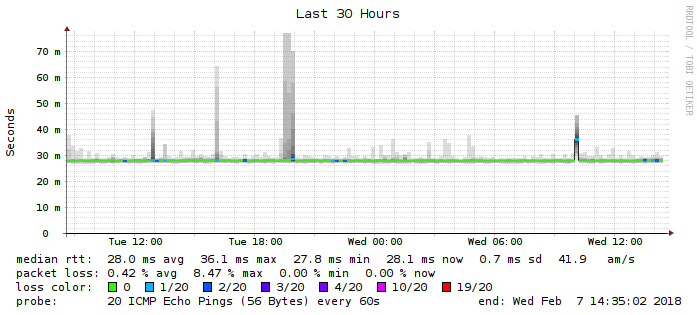 Last 30 Hours
RRDTOOL / TOBI OETIKER
Seconds
70 m
60 m
50 m
40 m
30 m
20 m
10 m
0
Tue 12:00 Tue 18:00 Wed 00:00 Wed 06:00 Wed 12:00
median rtt: 28.0 ms avg 36.1 ms max 27.8 ms min 28.1 ms now 0.7 ms sd 41.9 am/s
packet loss: 0.42 % avg 8.47 % max 0.00 % min 0.00 % now
loss color: 0 1/20 2/20 3/20 4/20 10/20 19/20
probe: 20 ICMP Echo Pings (56 Bytes) every 60s end: Wed Feb 7 14:35:02 2018